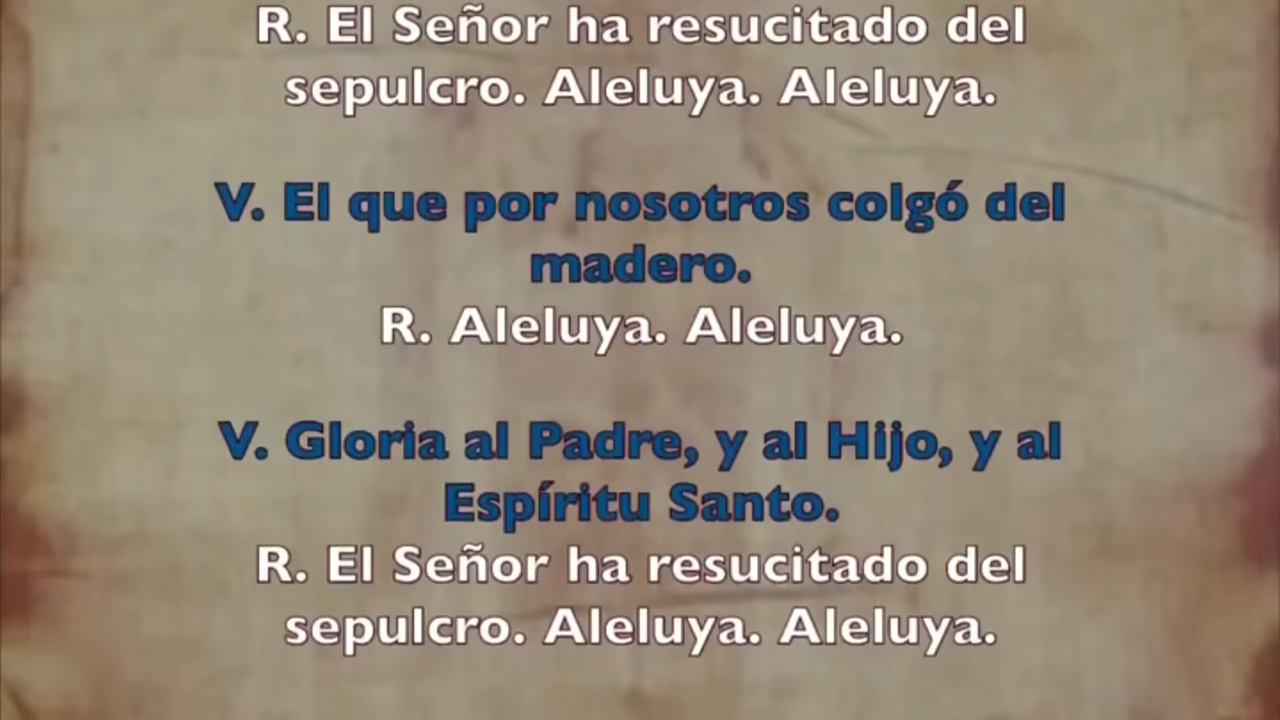 R. El Señor ha resucitado del
sepulcro. Aleluya. Aleluya.
V. El que por nosotros colgó del
madero.
R. Aleluya. Aleluya.
V. Gloria al Padre, y al Hijo, y al
Espíritu Santo.
R. El Señor ha resucitado del
sepulcro. Aleluya. Aleluya.